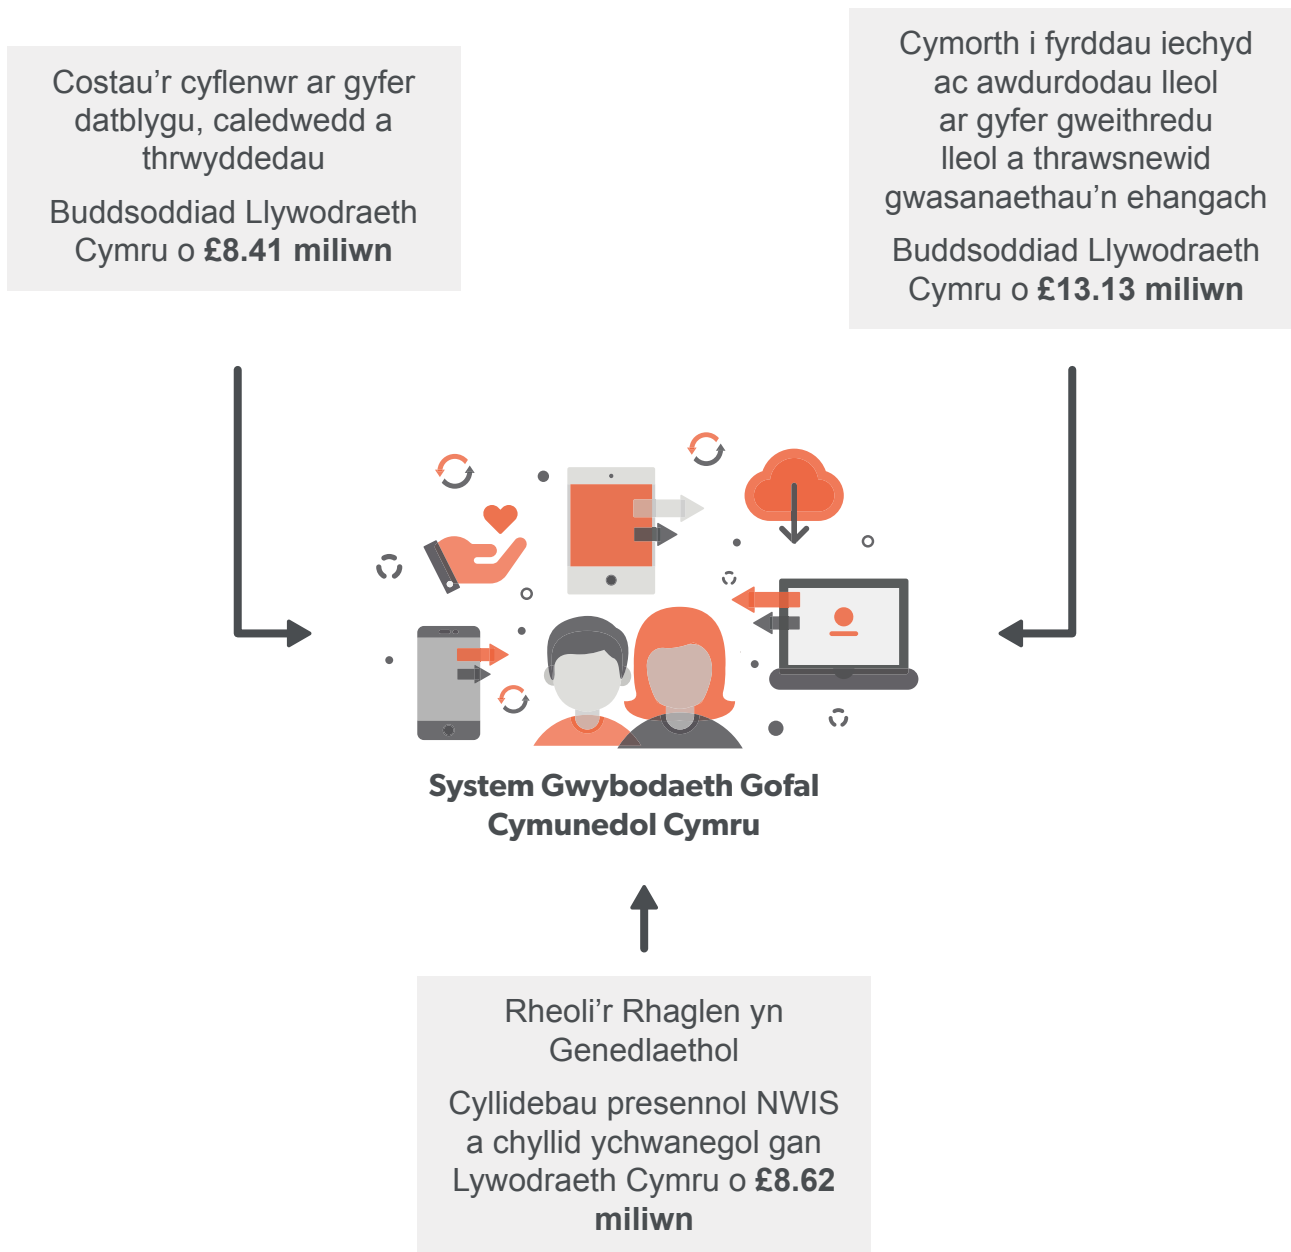 Costau’r cyflenwr ar gyfer
datblygu, caledwedd a
thrwyddedau
Buddsoddiad Llywodraeth
Cymru o £8.41 miliwn
Cymorth i fyrddau iechyd
ac awdurdodau lleol
ar gyfer gweithredu
lleol a thrawsnewid
gwasanaethau’n ehangach
Buddsoddiad Llywodraeth
Cymru o £13.13 miliwn
System Gwybodaeth Gofal
Cymunedol Cymru
Rheoli’r Rhaglen yn
Genedlaethol
Cyllidebau presennol NWIS
a chyllid ychwanegol gan
Lywodraeth Cymru o £8.62
miliwn